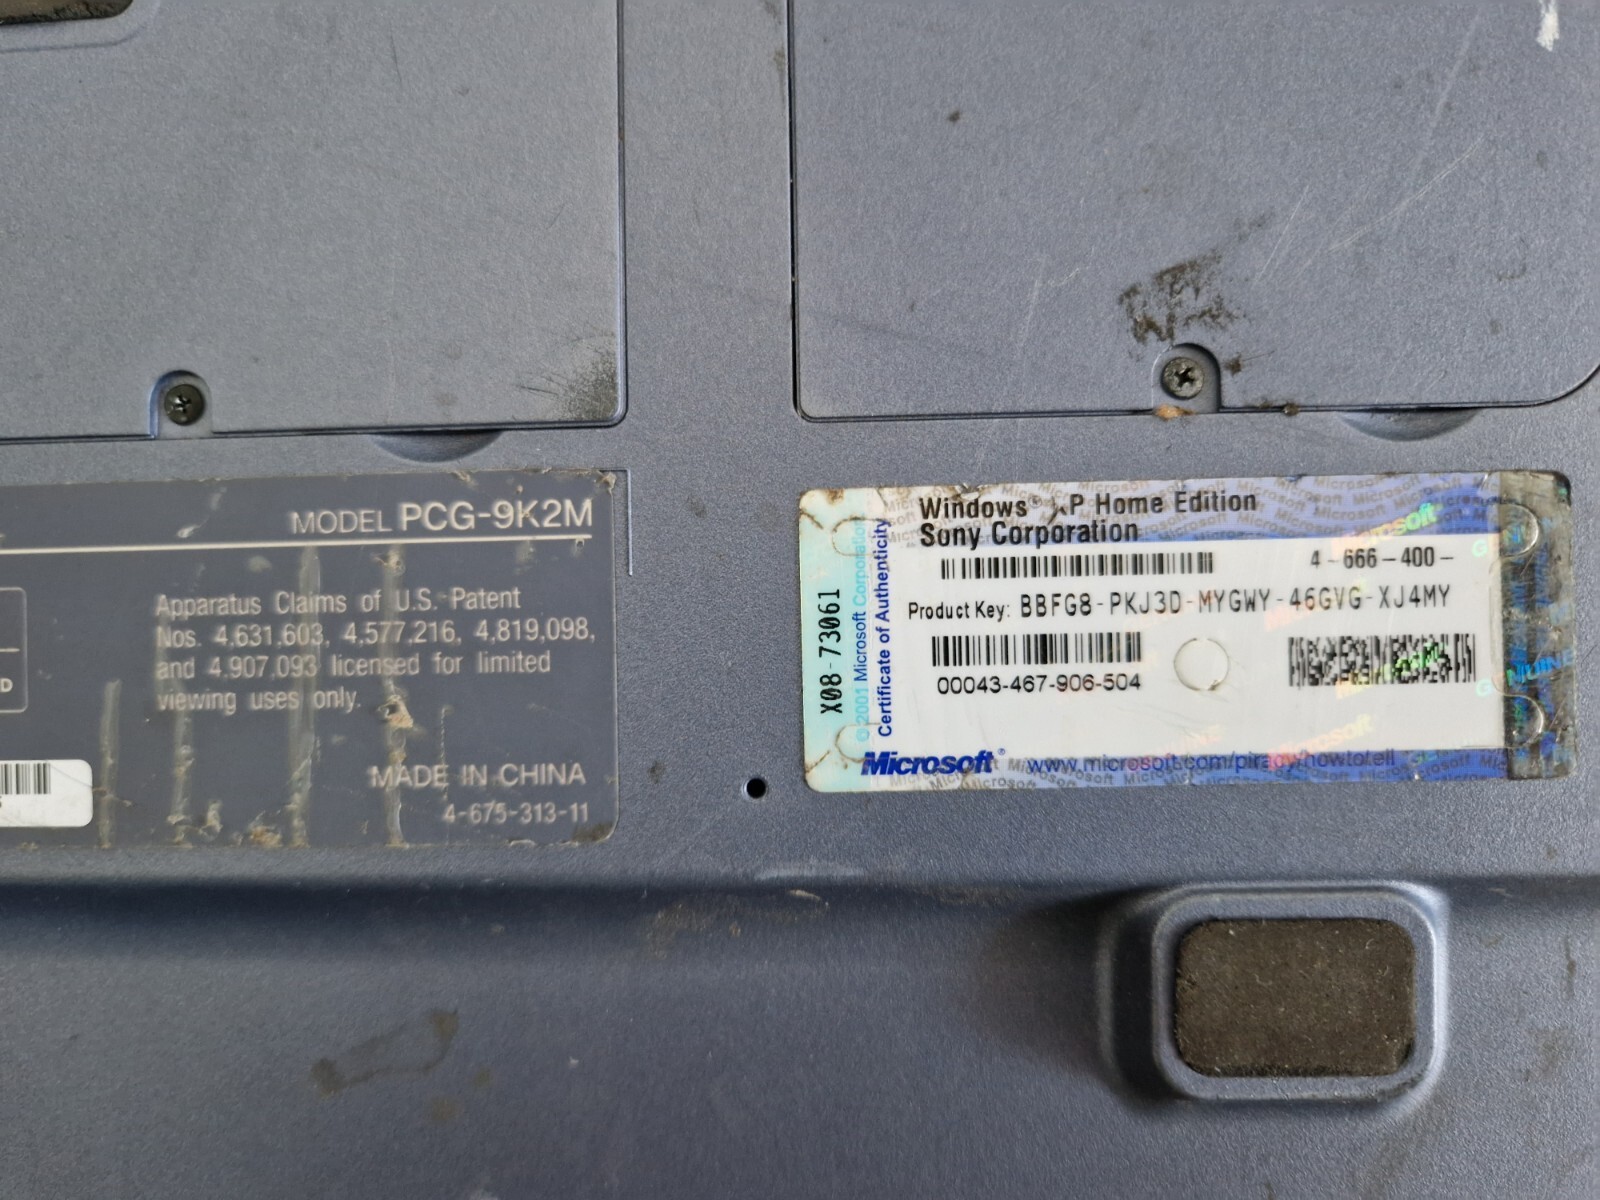 MODEL PCG-9K2M
Apparatus Claims of U.S. Patent
Nos. 4,631,603, 4,577,216, 4,819,098,
and 4,907,093 licensed for limited
viewing uses only.
MADE IN CHINA
4-675-313-11
D
Windows® XP Home Edition
Sony Corporation
4-666-400-
Product Key: BBFG8-PKJ3D-MYGWY-46GVG-XJ4MY
00043-467-906-504
X08-73061
©2001 Microsoft Corporation
Certificate of Authenticity
Microsoft®
www.microsoft.com/piracy/howtotell
GENUINE